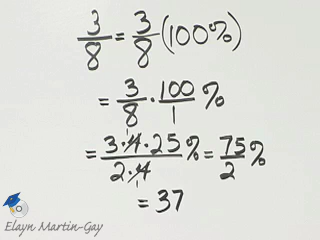 3/8 = 3/8 (100%)
= 3/8 · 100/1 %
= 3·4·25/2·4 % = 75/2 %
= 37
Elayn Martin-Gay